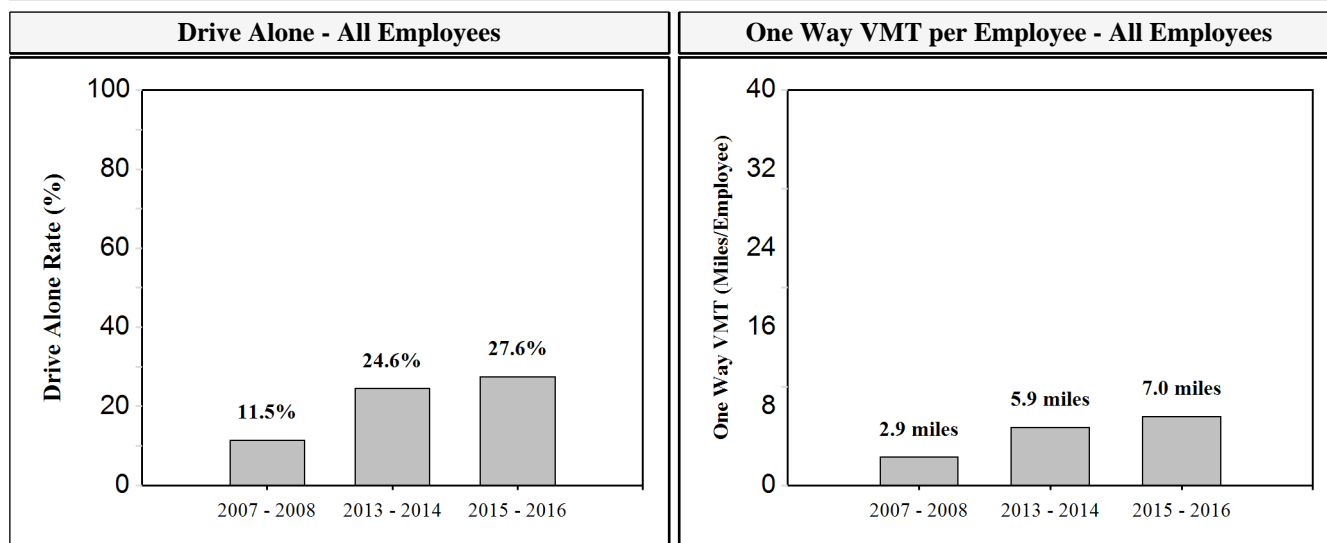 Drive Alone - All Employees
One Way VMT per Employee - All Employees
Drive Alone Rate (%)
100
80
60
40
20
0
11.5%
24.6%
27.6%
2007 - 2008
2013 - 2014
2015 - 2016
One Way VMT (Miles/Employee)
40
32
24
16
8
0
2.9 miles
5.9 miles
7.0 miles
2007 - 2008
2013 - 2014
2015 - 2016